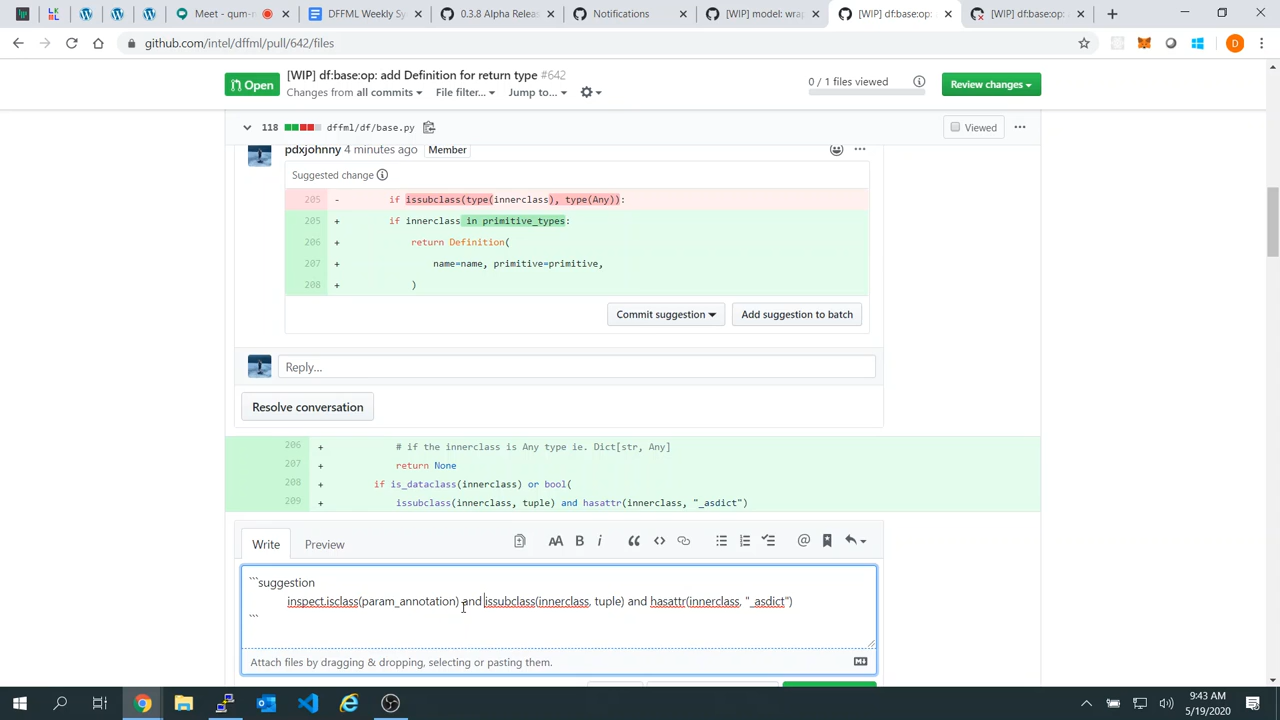 Meet - qum-r
DFFML Weekly Sy
0.3.8 Alpha Releas
Notifications
[WIP] model: wrap
[WIP] df:base:op:
[WIP] df:base:op:
github.com/intel/dffml/pull/642/files
D
Open
[WIP] df:base:op: add Definition for return type #642
Changes from all commits File filter... Jump to...
0 / 1 files viewed
Review changes
118 dffml/df/base.py
Viewed
pdxjohnny 4 minutes ago Member
Suggested change
205 - if issubclass(type(innerclass), type(Any)):
205 + if innerclass in primitive_types:
206 + return Definition(
207 + name=name, primitive=primitive,
208 + )
Commit suggestion Add suggestion to batch
Reply...
Resolve conversation
206 + # if the innerclass is Any type ie. Dict[str, Any]
207 + return None
208 + if is_dataclass(innerclass) or bool(
209 + issubclass(innerclass, tuple) and hasattr(innerclass, "_asdict")
Write Preview
```suggestion
inspect.isclass(param_annotation) and issubclass(innerclass, tuple) and hasattr(innerclass, "_asdict")
```
Attach files by dragging & dropping, selecting or pasting them.
9:43 AM
5/19/2020